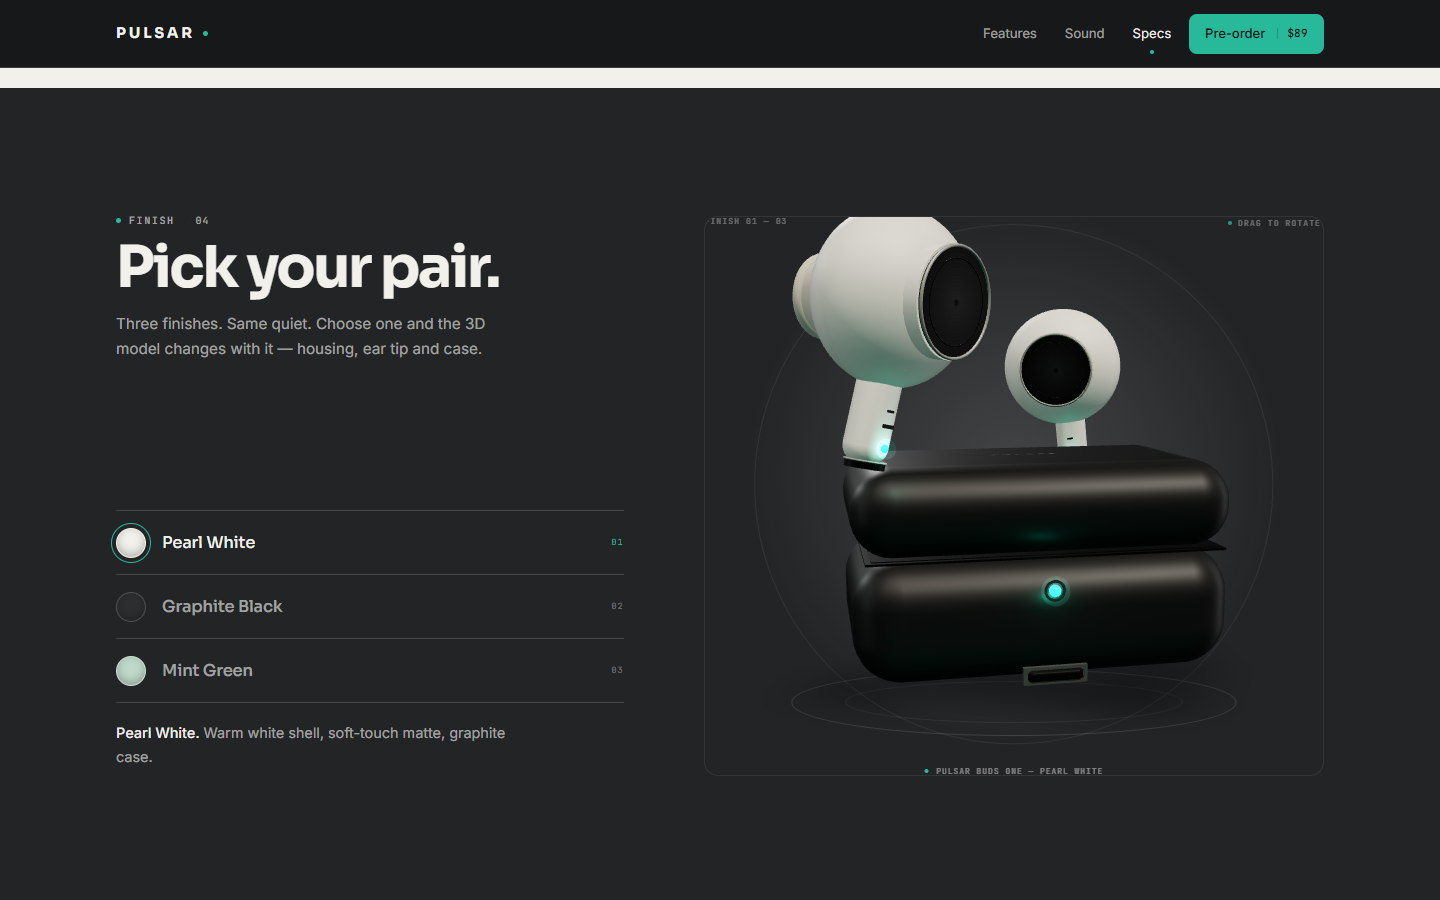 PULSAR
Features
Sound
Specs
Pre-order
$89
FINISH 04
Pick your pair.
Three finishes. Same quiet. Choose one and the 3D
model changes with it — housing, ear tip and case.
Pearl White
01
Graphite Black
02
Mint Green
03
Pearl White. Warm white shell, soft-touch matte, graphite
case.
INISH 01 — 03
DRAG TO ROTATE
PULSAR BUDS ONE — PEARL WHITE